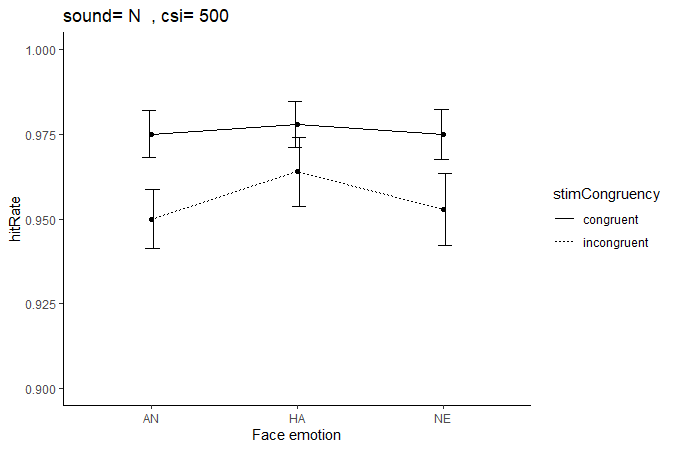 sound= N  , csi= 500
1.000
0.975
0.950
0.925
0.900
hitRate
AN HA NE
Face emotion
stimCongruency
congruent
incongruent